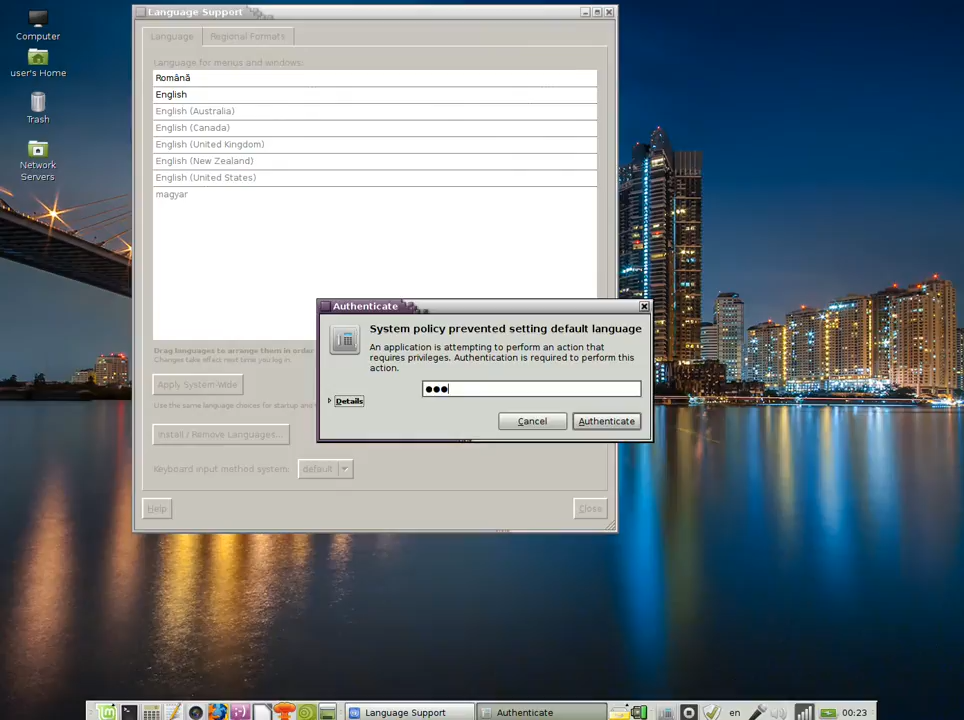 Computer
user's Home
Trash
Network
Servers
Language Support
Language
Regional Formats
Language for menus and windows:
Română
English
English (Australia)
English (Canada)
English (United Kingdom)
English (New Zealand)
English (United States)
magyar
Drag languages to arrange them in order
Changes take effect next time you log in.
Apply System-Wide
Use the same language choices for startup and
Install / Remove Languages...
Keyboard input method system:
default
Help
Close
Authenticate
System policy prevented setting default language
An application is attempting to perform an action that
requires privileges. Authentication is required to perform this
action.
Details
Cancel
Authenticate
Language Support
Authenticate
en
00:23